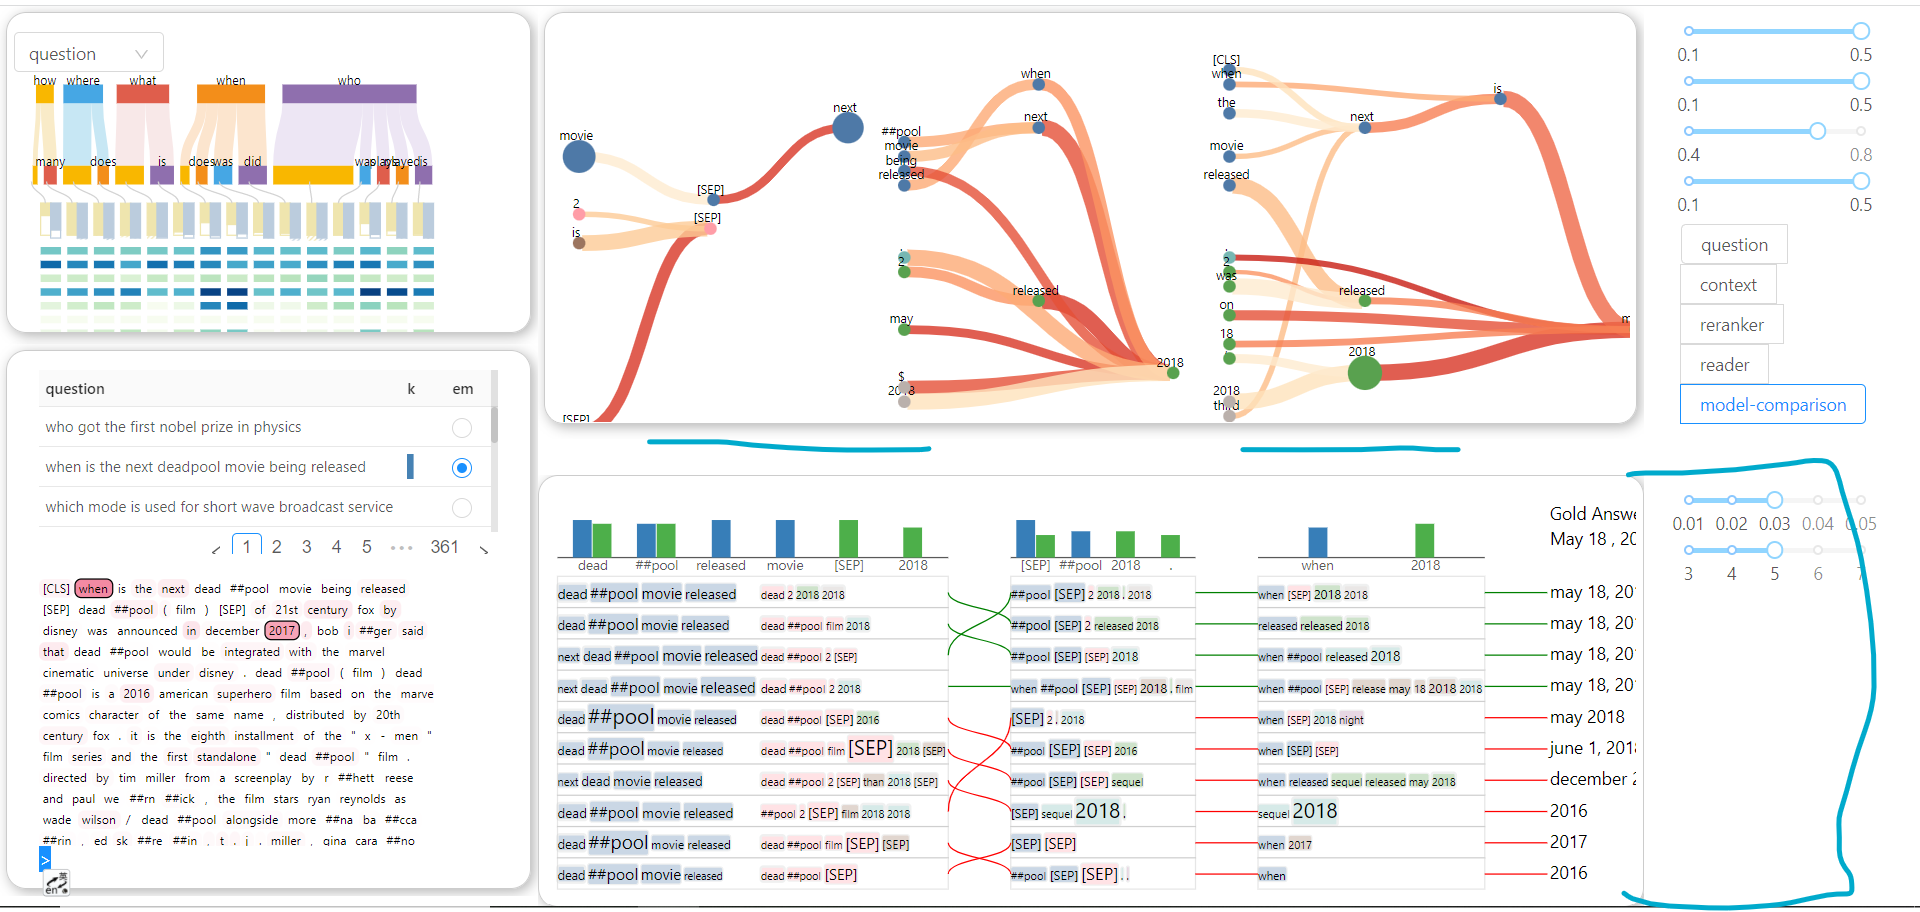 question
how where what when who
many does is does was did was plays played is
question k em
who got the first nobel prize in physics
when is the next deadpool movie being released
which mode is used for short wave broadcast service
< 1 2 3 4 5 ••• 361 >
[CLS] when is the next dead ##pool movie being released
[SEP] dead ##pool ( film ) [SEP] of 21st century fox by
disney was announced in december 2017 , bob i ##ger said
that dead ##pool would be integrated with the marvel
cinematic universe under disney . dead ##pool ( film ) dead
##pool is a 2016 american superhero film based on the marve
comics character of the same name , distributed by 20th
century fox . it is the eighth installment of the " x - men "
film series and the first standalone " dead ##pool " film .
directed by tim miller from a screenplay by r ##hett reese
and paul we ##rn ##ick , the film stars ryan reynolds as
wade wilson / dead ##pool alongside more ##na ba ##cca
##rin , ed sk ##re ##in , t . j . miller , gina cara ##no
>
英
en
movie
2
is
[SEP]
[SEP]
[SEP]
next
##pool
movie
being
released
.
2
may
$
2018
when
next
released
2018
[CLS]
when
the
movie
released
.
2
was
on
18
,
2018
third
next
released
2018
is
m
0.1 0.5
0.1 0.5
0.4 0.8
0.1 0.5
question
context
reranker
reader
model-comparison
0.01 0.02 0.03 0.04 0.05
3 4 5 6 7
dead ##pool released movie [SEP] 2018
[SEP] ##pool 2018 .
when 2018
Gold Answe
May 18 , 20
dead ##pool movie released dead 2 2018 2018 ##pool [SEP] 2 2018 . 2018 when [SEP] 2018 2018 may 18, 20
dead ##pool movie released dead ##pool film 2018 ##pool [SEP] 2 released 2018 released released 2018 may 18, 20
next dead ##pool movie released dead ##pool 2 [SEP] ##pool [SEP] [SEP] 2018 when ##pool released 2018 may 18, 20
next dead ##pool movie released dead ##pool 2 2018 when ##pool [SEP] [SEP] 2018 . film when ##pool [SEP] release may 18 2018 2018 may 18, 20
dead ##pool movie released dead ##pool [SEP] 2016 [SEP] 2 . 2018 when [SEP] 2018 night may 2018
dead ##pool movie released dead ##pool film [SEP] 2018 [SEP] ##pool [SEP] [SEP] 2016 when [SEP] [SEP] june 1, 201
next dead movie released dead ##pool 2 [SEP] than 2018 [SEP] ##pool [SEP] [SEP] sequel when released sequel released may 2018 december 2
dead ##pool movie released ##pool 2 [SEP] film 2018 2018 [SEP] sequel 2018 . sequel 2018 2016
dead ##pool movie released dead ##pool film [SEP] [SEP] [SEP] [SEP] when 2017 2017
dead ##pool movie released dead ##pool [SEP] ##pool [SEP] [SEP] . . when 2016